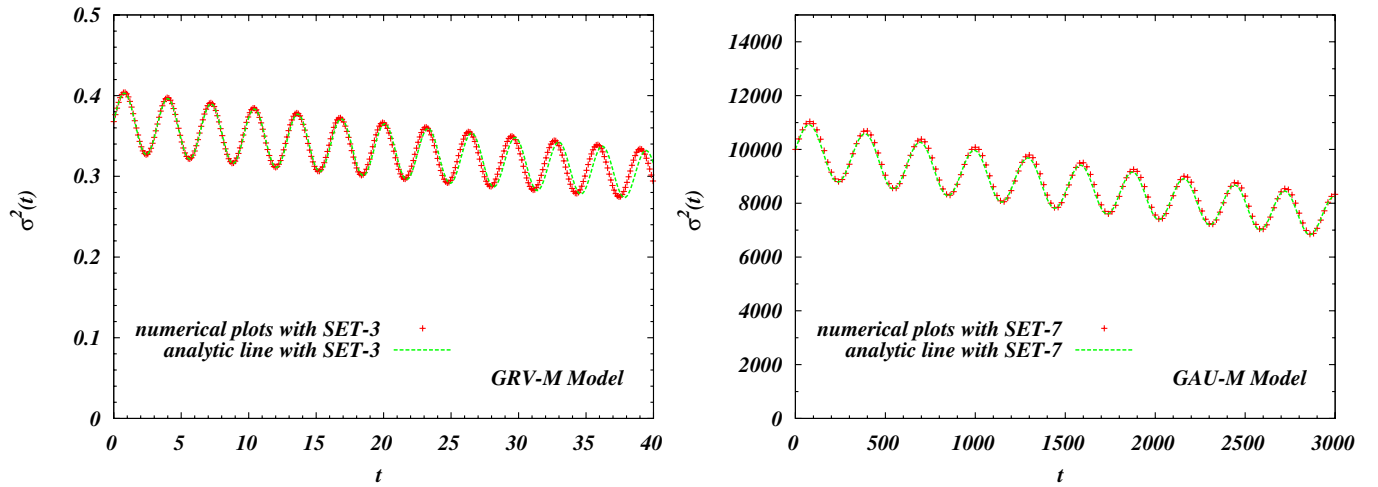 0.5
0.4
0.3
0.2
0.1
0
σ²(t)
numerical plots with SET-3
analytic line with SET-3
GRV-M Model
0 5 10 15 20 25 30 35 40
t
14000
12000
10000
8000
6000
4000
2000
0
σ²(t)
numerical plots with SET-7
analytic line with SET-7
GAU-M Model
0 500 1000 1500 2000 2500 3000
t